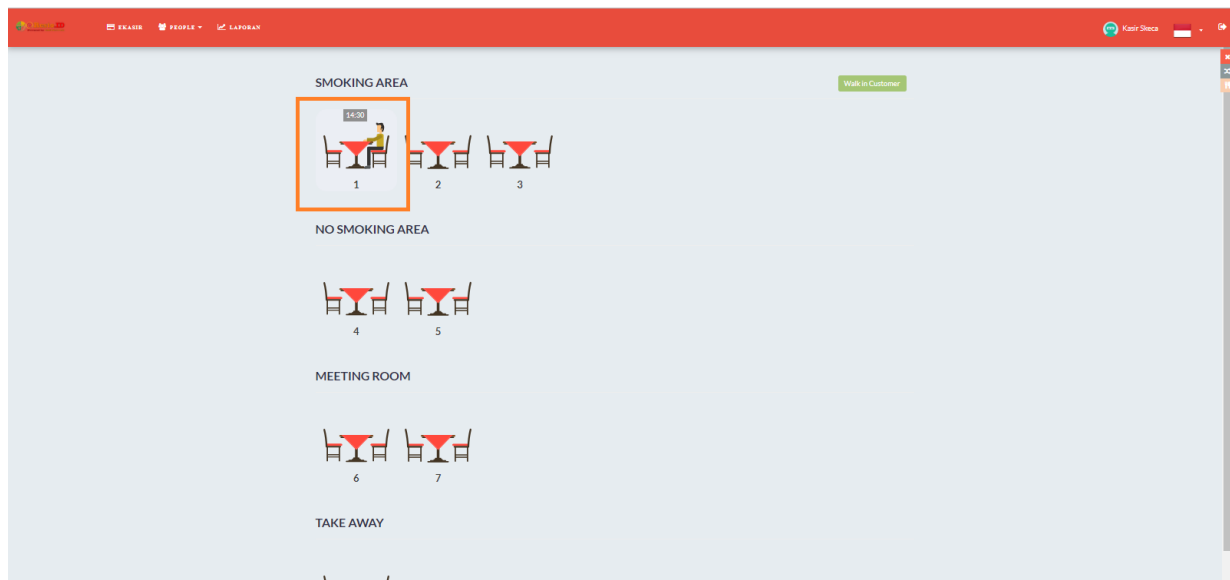 EKASIR PEOPLE LAPORAN Kasir Skeca
SMOKING AREA Walk in Customer
14:30
1 2 3
NO SMOKING AREA
4 5
MEETING ROOM
6 7
TAKE AWAY